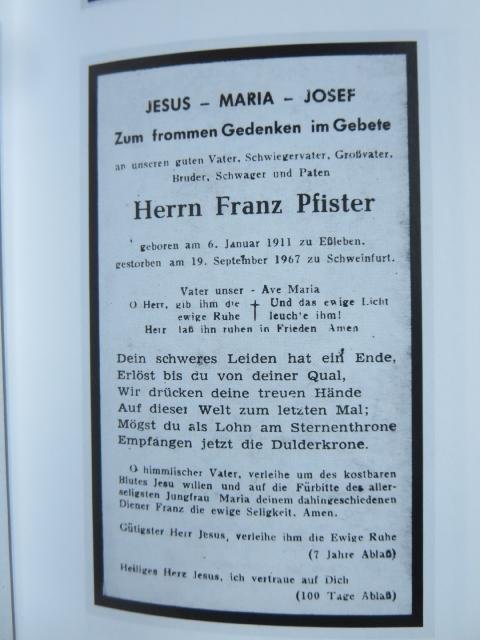 JESUS – MARIA – JOSEF
Zum frommen Gedenken im Gebete
an unseren guten Vater, Schwiegervater, Großvater,
Bruder, Schwager und Paten
Herrn Franz Pfister
geboren am 6. Januar 1911 zu Eßleben.
gestorben am 19. September 1967 zu Schweinfurt.
Vater unser - Ave Maria
O Herr, gib ihm die † Und das ewige Licht
ewige Ruhe leuch'e ihm!
Herr laß ihn ruhen in Frieden Amen
Dein schweres Leiden hat ein Ende,
Erlöst bis du von deiner Qual,
Wir drücken deine treuen Hände
Auf dieser Welt zum letzten Mal;
Mögst du als Lohn am Sternenthrone
Empfangen jetzt die Dulderkrone.
O himmlischer Vater, verleihe um des kostbaren
Blutes Jesu willen und auf die Fürbitte des aller-
seligsten Jungfrau Maria deinem dahingeschiedenen
Diener Franz die ewige Seligkeit. Amen.
Gütigster Herr Jesus, verleihe ihm die Ewige Ruhe
(7 Jahre Ablaß)
Heiliges Herz Jesus, ich vertraue auf Dich
(100 Tage Ablaß)